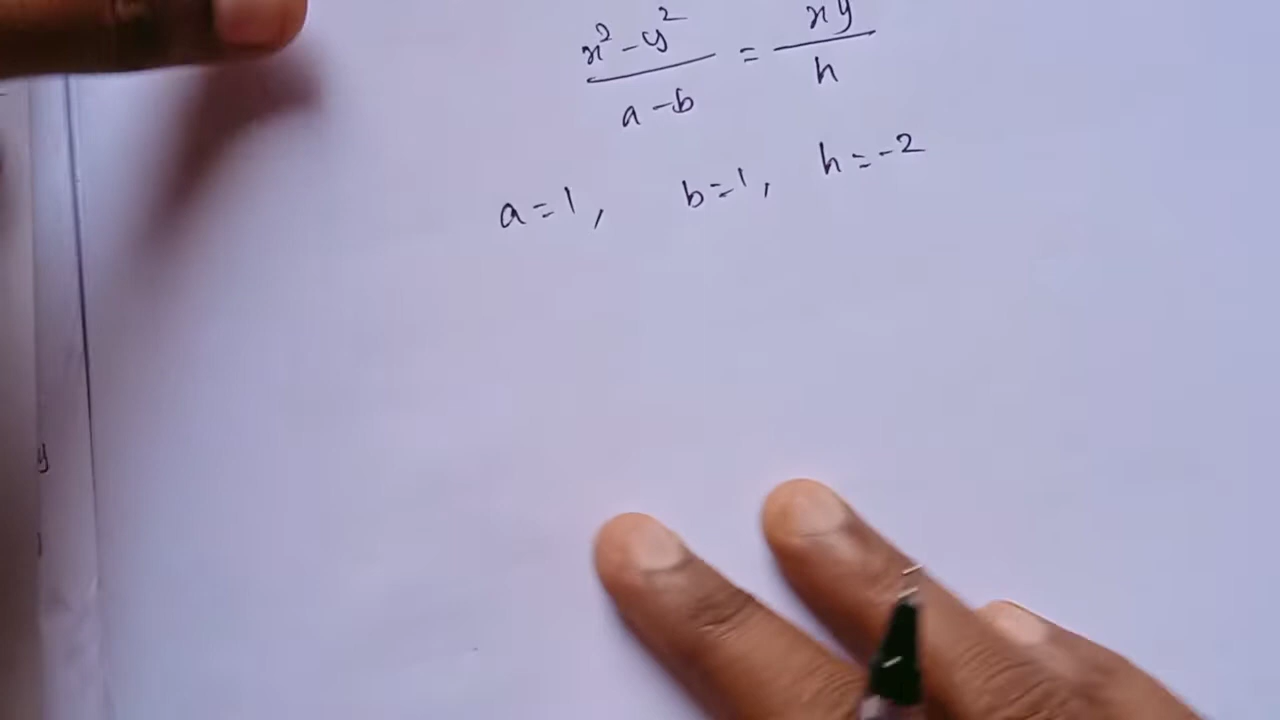 x² - y² / a - b = xy / h
a = 1, b = 1, h = -2
y